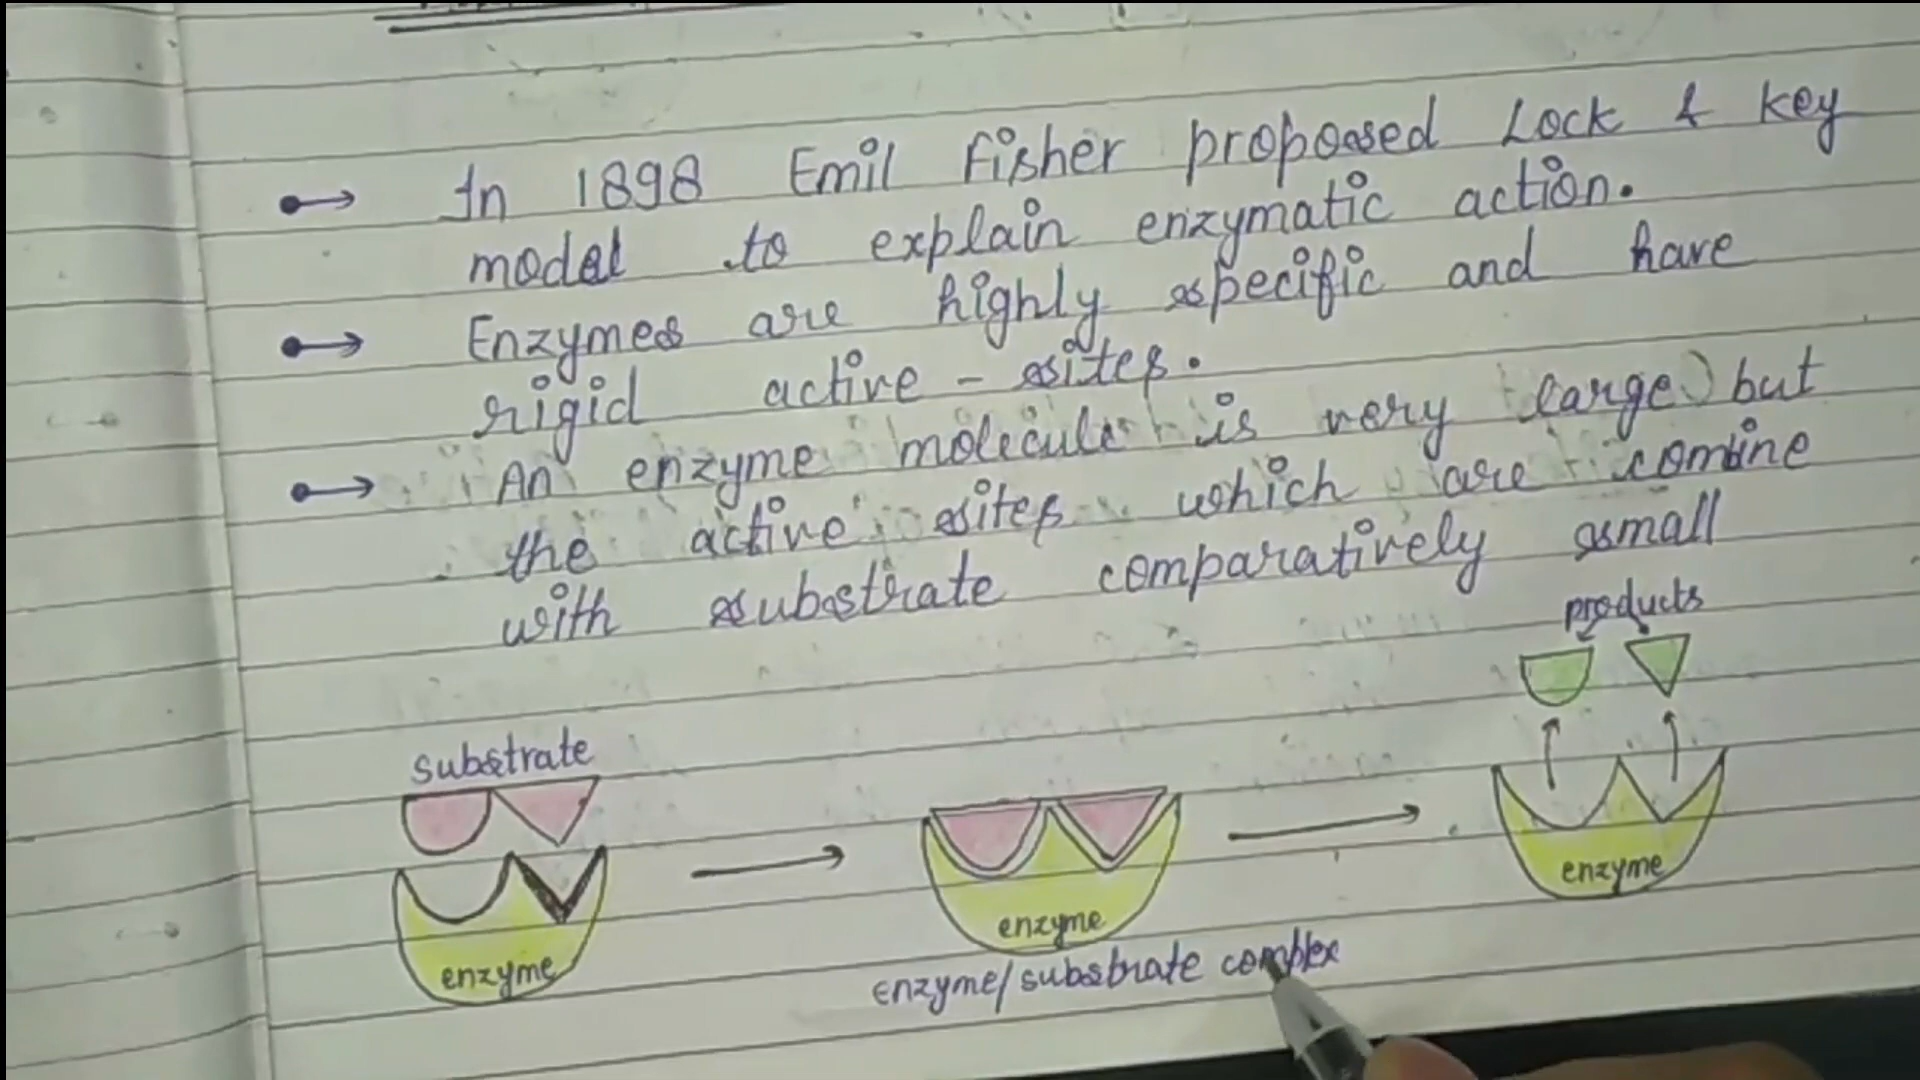 In 1898 Emil Fisher proposed Lock & key
model to explain enzymatic action.
Enzymes are highly specific and have
rigid active - sites.
An enzyme molecule is very large but
the active sites which are comtine
with substrate comparatively small
products
substrate
enzyme
enzyme
enzyme
enzyme/substrate complex